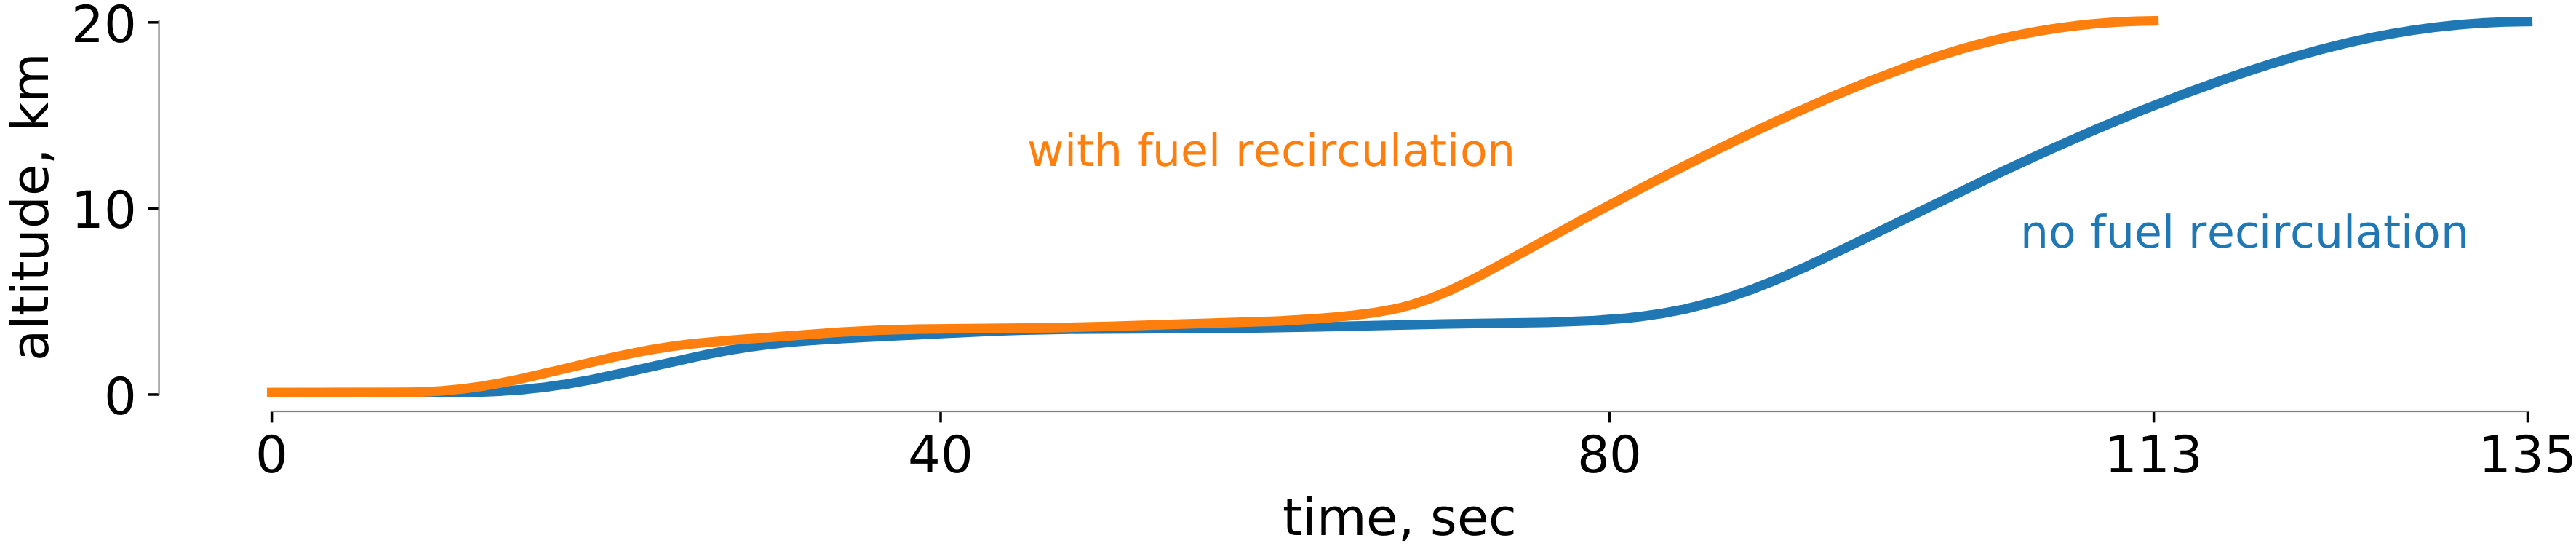 20
10
0
altitude, km
with fuel recirculation
no fuel recirculation
0 40 80 113 135
time, sec